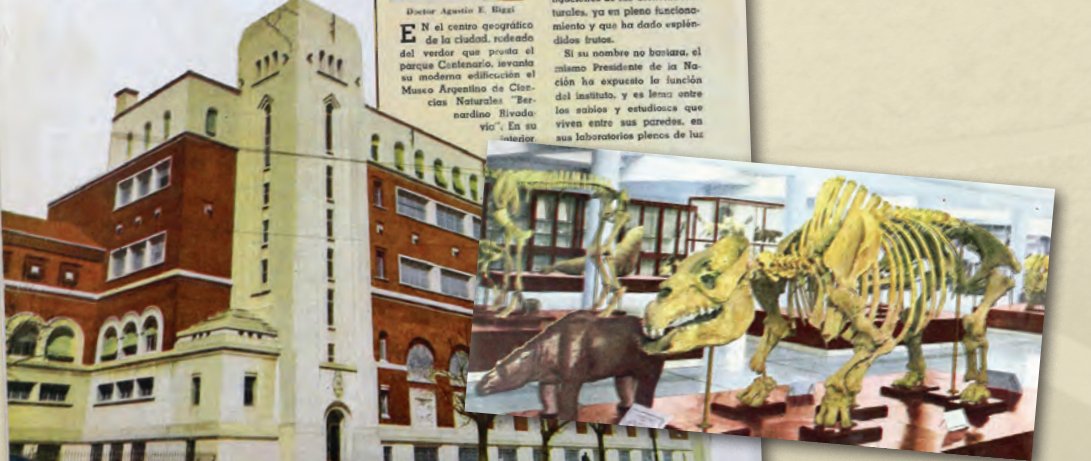 Doctor Agustín E. Riggi
EN el centro geográfico
de la ciudad, rodeado
del verdor que presta el
parque Centenario, levanta
su moderna edificación el
Museo Argentino de Cien-
cias Naturales "Ber-
nardino Rivada-
via". En su
interior
turales, ya en pleno funciona-
miento y que ha dado esplén-
didos frutos.
Si su nombre no bastara, el
mismo Presidente de la Na-
ción ha expuesto la función
del instituto, y es lema entre
los sabios y estudiosos que
viven entre sus paredes, en
sus laboratorios plenos de luz